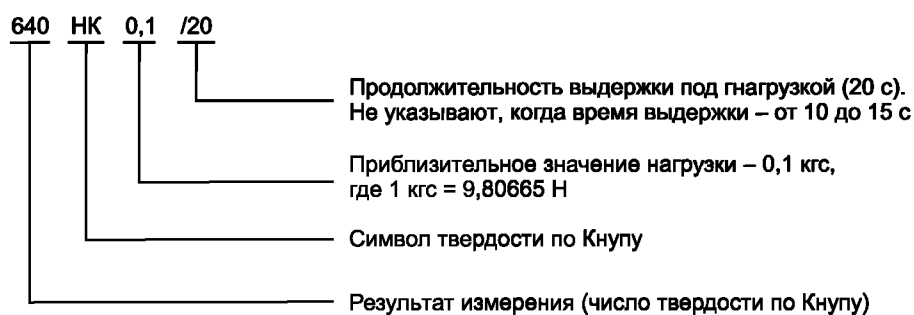 640 НК 0,1 /20
Продолжительность выдержки под гнагрузкой (20 с).
Не указывают, когда время выдержки – от 10 до 15 с
Приблизительное значение нагрузки – 0,1 кгс,
где 1 кгс = 9,80665 Н
Символ твердости по Кнупу
Результат измерения (число твердости по Кнупу)